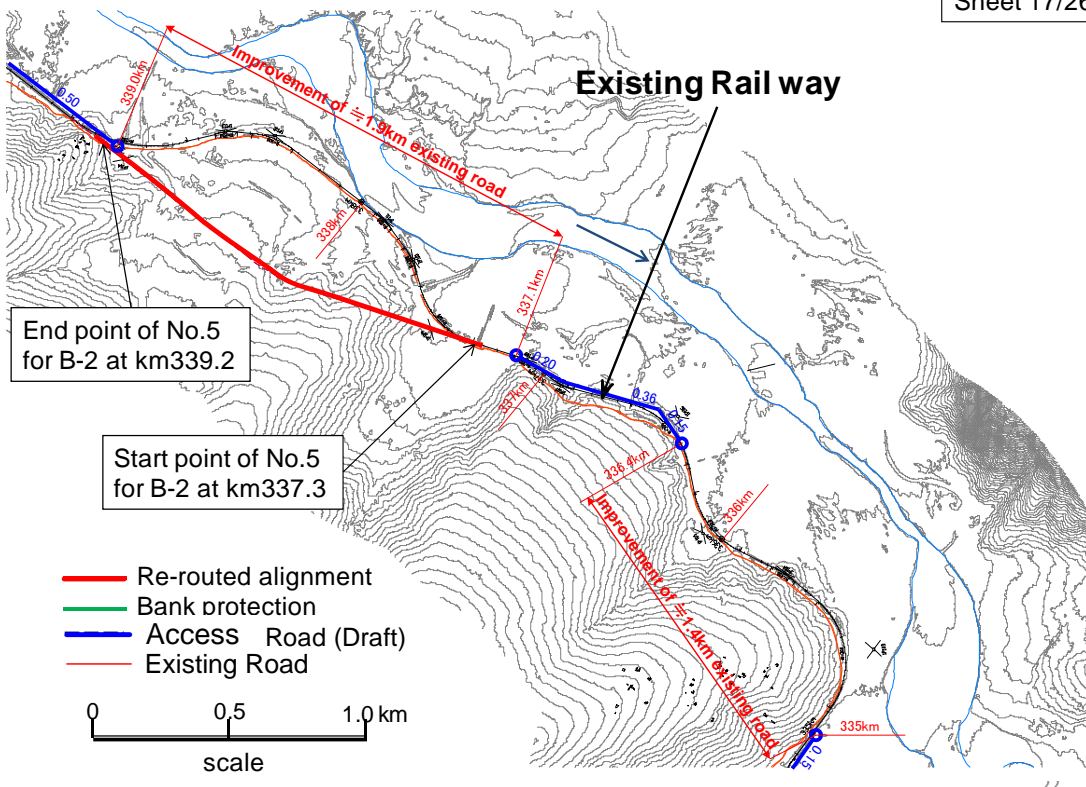 Sheet 17/26
339.0km
Improvement of ≒1.9km existing road
Existing Rail way
0.50
338km
337.1km
End point of No.5
for B-2 at km339.2
0.20
337km
0.36
0.15
Start point of No.5
for B-2 at km337.3
336.4km
336km
Improvement of ≒1.4km existing road
Re-routed alignment
Bank protection
Access Road (Draft)
Existing Road
335km
0.15
0 0.5 1.0 km
scale